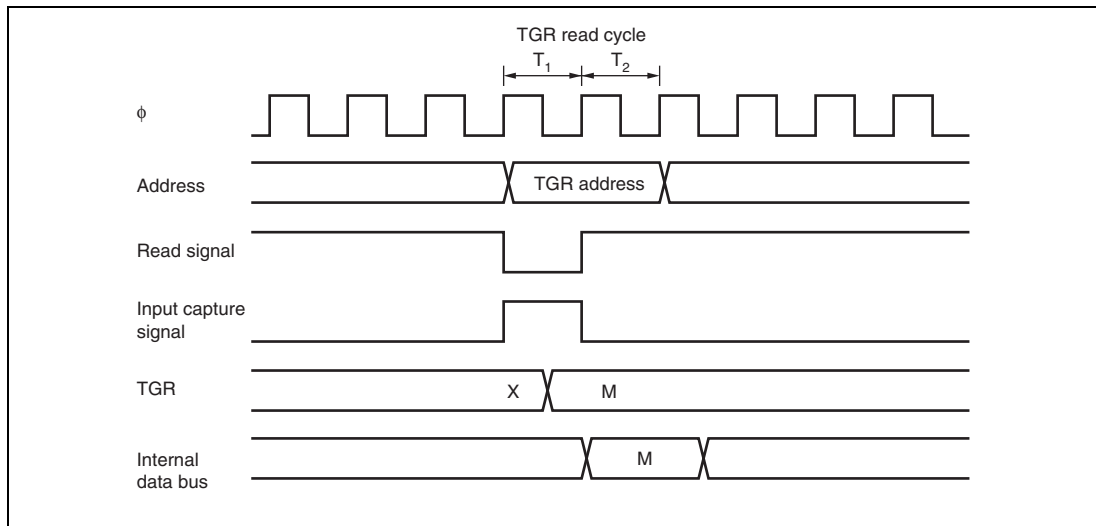 TGR read cycle
T1 T2
ϕ
Address
TGR address
Read signal
Input capture
signal
TGR
X M
Internal
data bus
M